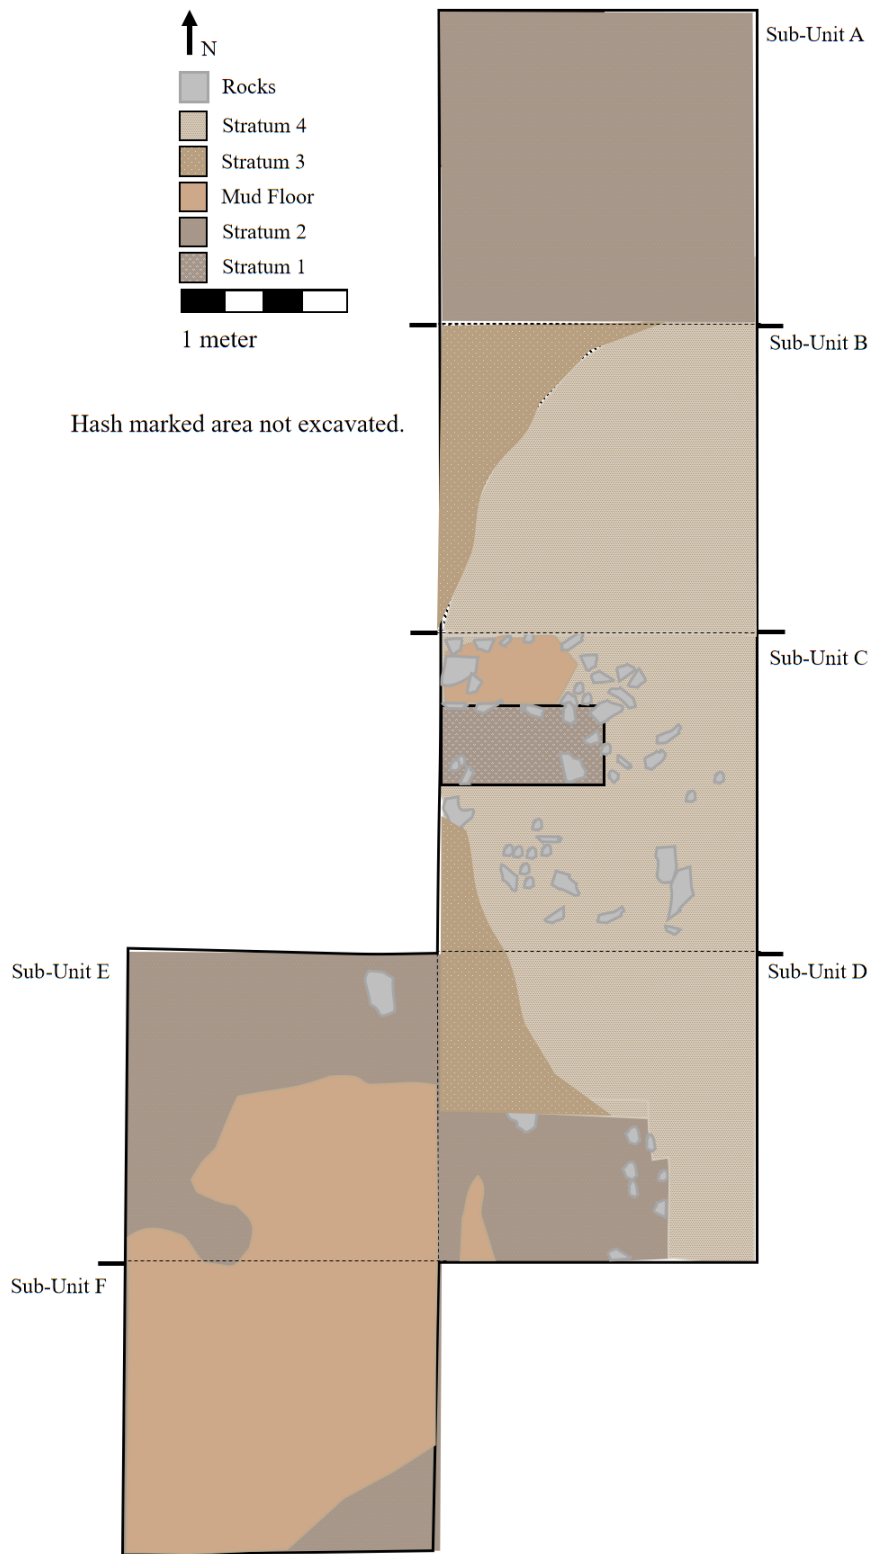 Sub-Unit A
N
Rocks
Stratum 4
Stratum 3
Mud Floor
Stratum 2
Stratum 1
1 meter
Sub-Unit B
Hash marked area not excavated.
Sub-Unit C
Sub-Unit E
Sub-Unit D
Sub-Unit F